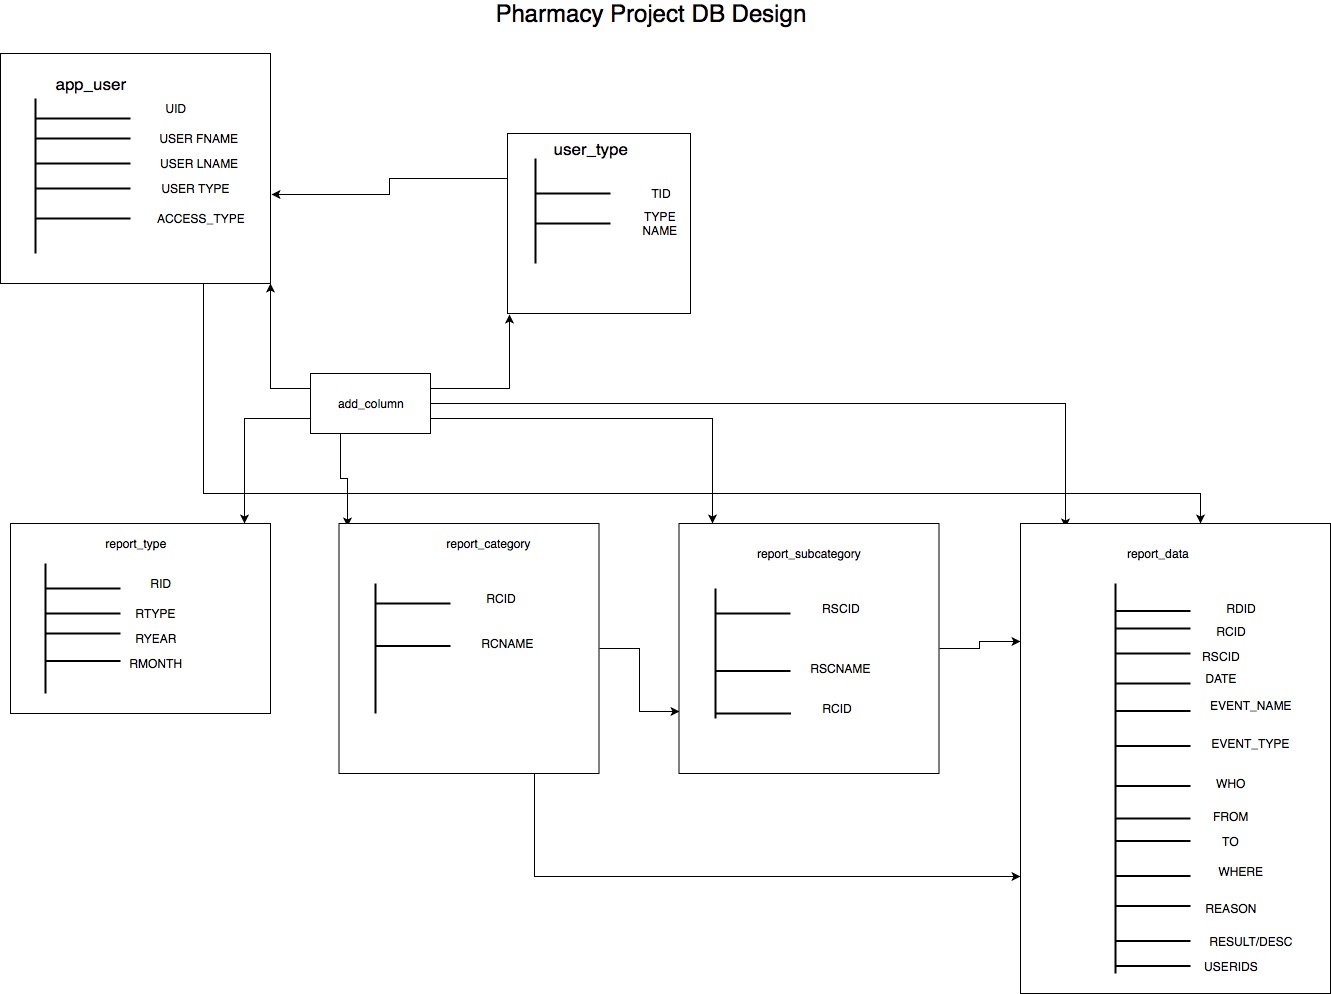 Pharmacy Project DB Design
app_user
UID
USER FNAME
USER LNAME
USER TYPE
ACCESS_TYPE
user_type
TID
TYPE
NAME
add_column
report_type
RID
RTYPE
RYEAR
RMONTH
report_category
RCID
RCNAME
report_subcategory
RSCID
RSCNAME
RCID
report_data
RDID
RCID
RSCID
DATE
EVENT_NAME
EVENT_TYPE
WHO
FROM
TO
WHERE
REASON
RESULT/DESC
USERIDS